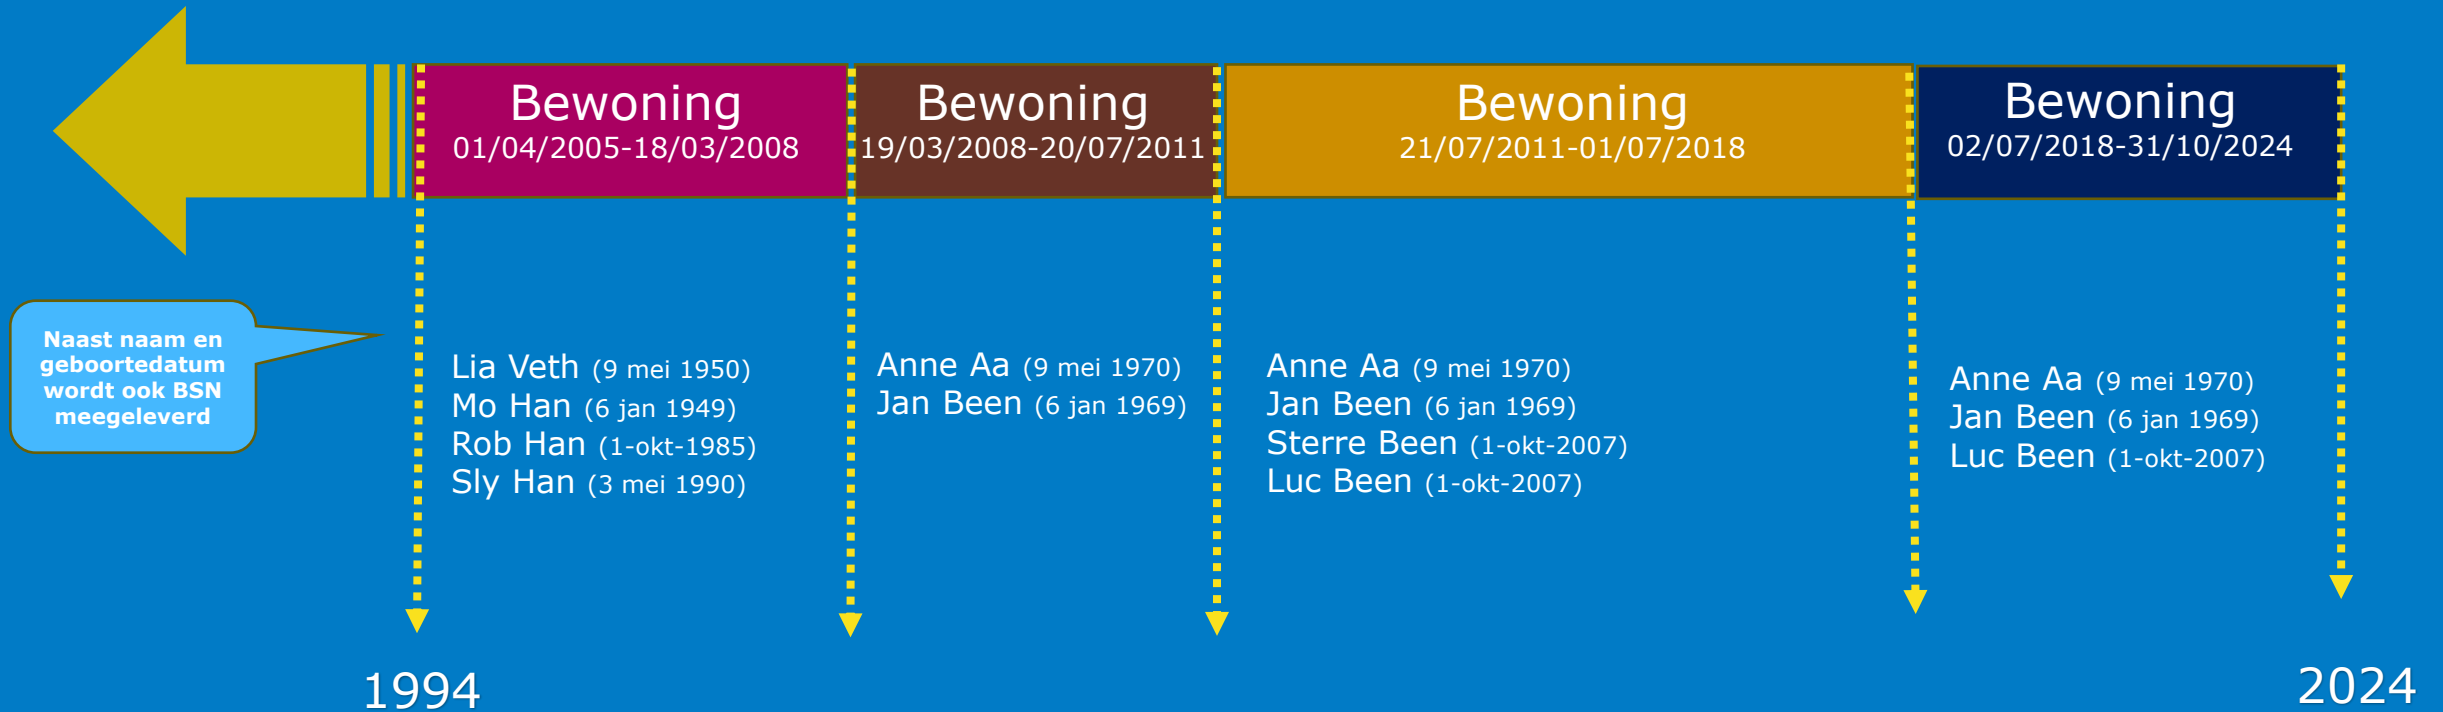 Bewoning
01/04/2005-18/03/2008
Bewoning
19/03/2008-20/07/2011
Bewoning
21/07/2011-01/07/2018
Bewoning
02/07/2018-31/10/2024
Naast naam en
geboortedatum
wordt ook BSN
meegeleverd
Lia Veth (9 mei 1950)
Mo Han (6 jan 1949)
Rob Han (1-okt-1985)
Sly Han (3 mei 1990)
Anne Aa (9 mei 1970)
Jan Been (6 jan 1969)
Anne Aa (9 mei 1970)
Jan Been (6 jan 1969)
Sterre Been (1-okt-2007)
Luc Been (1-okt-2007)
Anne Aa (9 mei 1970)
Jan Been (6 jan 1969)
Luc Been (1-okt-2007)
1994
2024